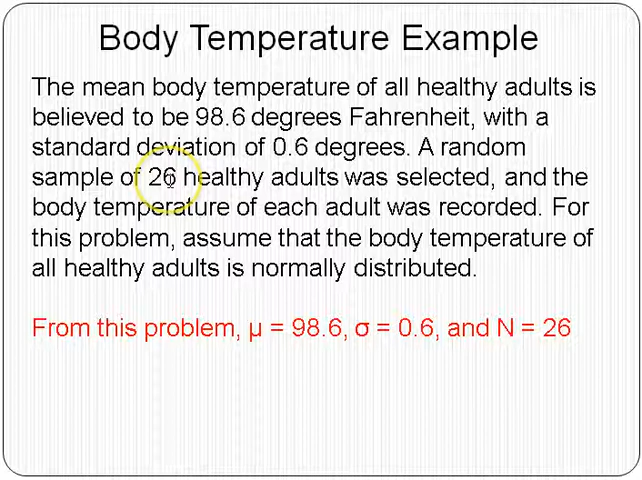 Body Temperature Example
The mean body temperature of all healthy adults is
believed to be 98.6 degrees Fahrenheit, with a
standard deviation of 0.6 degrees. A random
sample of 26 healthy adults was selected, and the
body temperature of each adult was recorded. For
this problem, assume that the body temperature of
all healthy adults is normally distributed.
From this problem, μ = 98.6, σ = 0.6, and N = 26